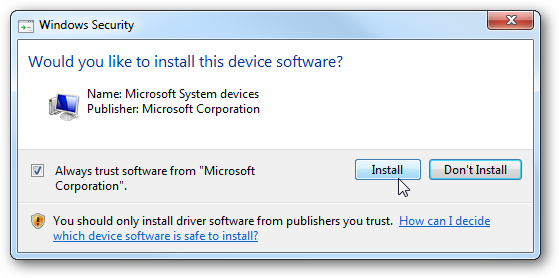 Windows Security
Would you like to install this device software?
Name: Microsoft System devices
Publisher: Microsoft Corporation
Always trust software from "Microsoft
Corporation".
Install
Don't Install
You should only install driver software from publishers you trust. How can I decide
which device software is safe to install?